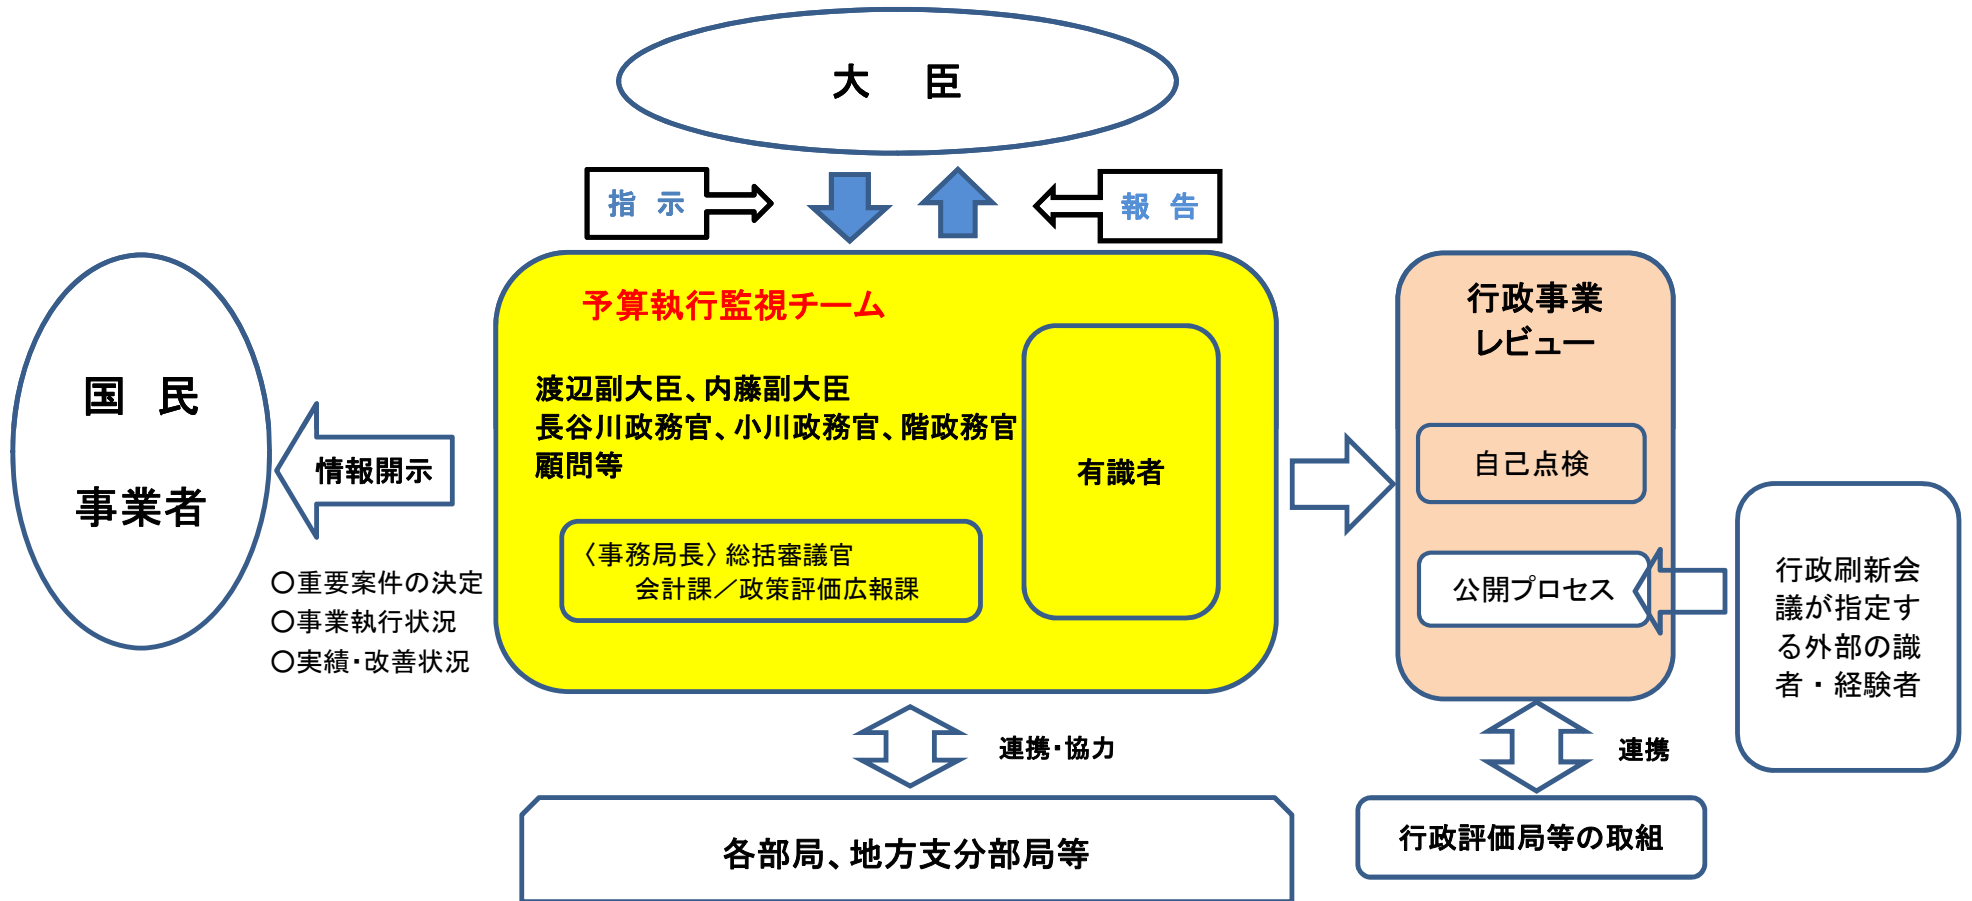 大 臣
指 示
報 告
予算執行監視チーム
渡辺副大臣、内藤副大臣
長谷川政務官、小川政務官、階政務官
顧問等
有識者
〈事務局長〉総括審議官
会計課／政策評価広報課
国 民
事業者
情報開示
○重要案件の決定
○事業執行状況
○実績・改善状況
行政事業
レビュー
自己点検
公開プロセス
行政刷新会
議が指定す
る外部の識
者・経験者
連携・協力
連携
各部局、地方支分部局等
行政評価局等の取組